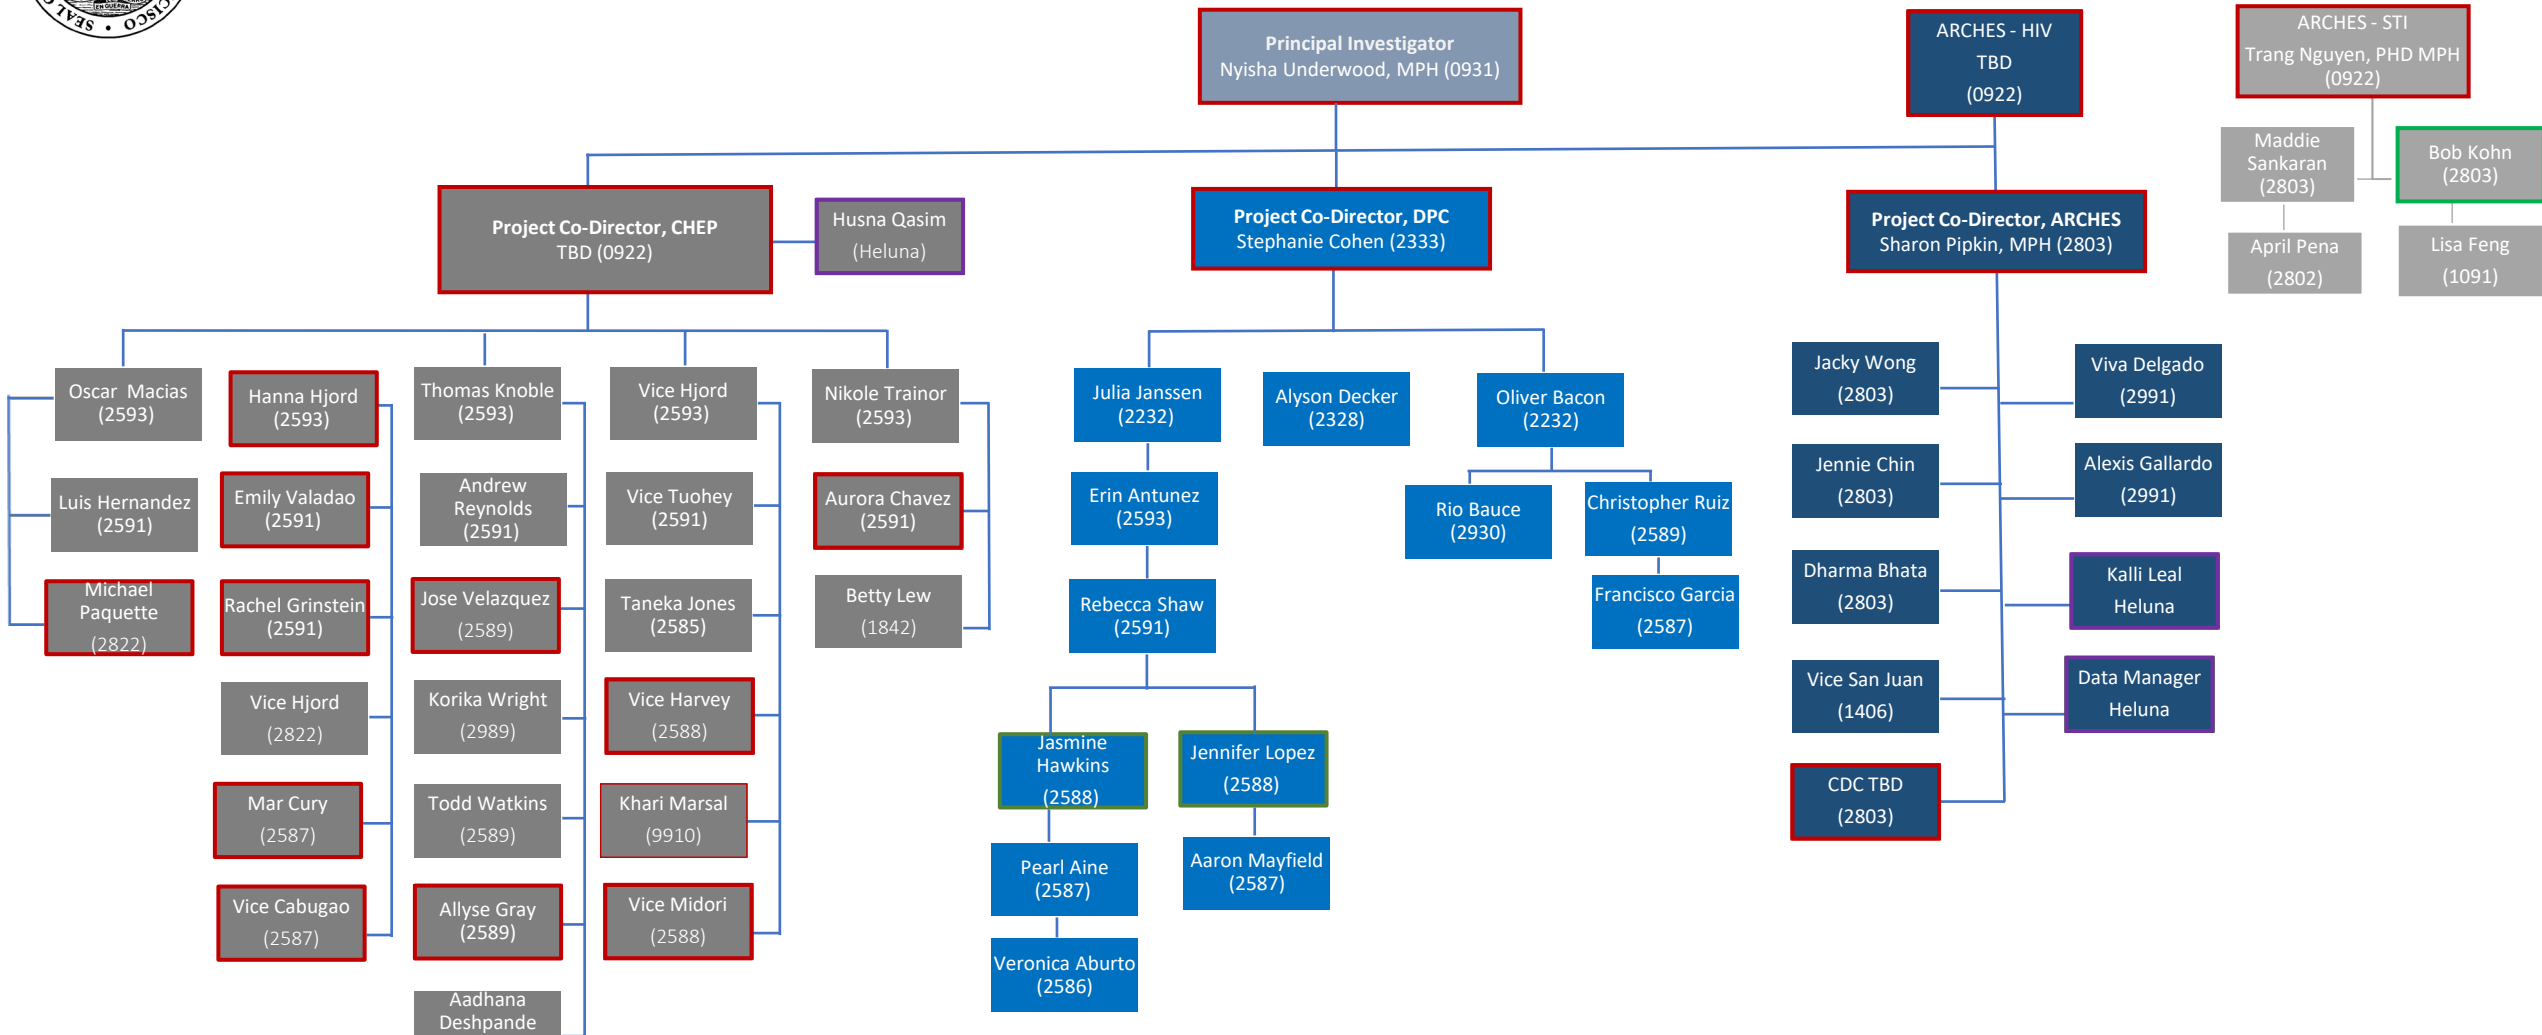 SEAL O
EN GUERRA
CISCO
Principal Investigator
Nyisha Underwood, MPH (0931)
ARCHES - HIV
TBD
(0922)
ARCHES - STI
Trang Nguyen, PHD MPH
(0922)
Maddie
Sankaran
(2803)
Bob Kohn
(2803)
April Pena
(2802)
Lisa Feng
(1091)
Project Co-Director, CHEP
TBD (0922)
Husna Qasim
(Heluna)
Project Co-Director, DPC
Stephanie Cohen (2333)
Project Co-Director, ARCHES
Sharon Pipkin, MPH (2803)
Oscar  Macias
(2593)
Luis Hernandez
(2591)
Michael
Paquette
(2822)
Hanna Hjord
(2593)
Emily Valadao
(2591)
Rachel Grinstein
(2591)
Vice Hjord
(2822)
Mar Cury
(2587)
Vice Cabugao
(2587)
Thomas Knoble
(2593)
Andrew
Reynolds
(2591)
Jose Velazquez
(2589)
Korika Wright
(2989)
Todd Watkins
(2589)
Allyse Gray
(2589)
Aadhana
Deshpande
Vice Hjord
(2593)
Vice Tuohey
(2591)
Taneka Jones
(2585)
Vice Harvey
(2588)
Khari Marsal
(9910)
Vice Midori
(2588)
Nikole Trainor
(2593)
Aurora Chavez
(2591)
Betty Lew
(1842)
Julia Janssen
(2232)
Erin Antunez
(2593)
Rebecca Shaw
(2591)
Jasmine
Hawkins
(2588)
Pearl Aine
(2587)
Veronica Aburto
(2586)
Jennifer Lopez
(2588)
Aaron Mayfield
(2587)
Alyson Decker
(2328)
Oliver Bacon
(2232)
Rio Bauce
(2930)
Christopher Ruiz
(2589)
Francisco Garcia
(2587)
Jacky Wong
(2803)
Jennie Chin
(2803)
Dharma Bhata
(2803)
Vice San Juan
(1406)
CDC TBD
(2803)
Viva Delgado
(2991)
Alexis Gallardo
(2991)
Kalli Leal
Heluna
Data Manager
Heluna